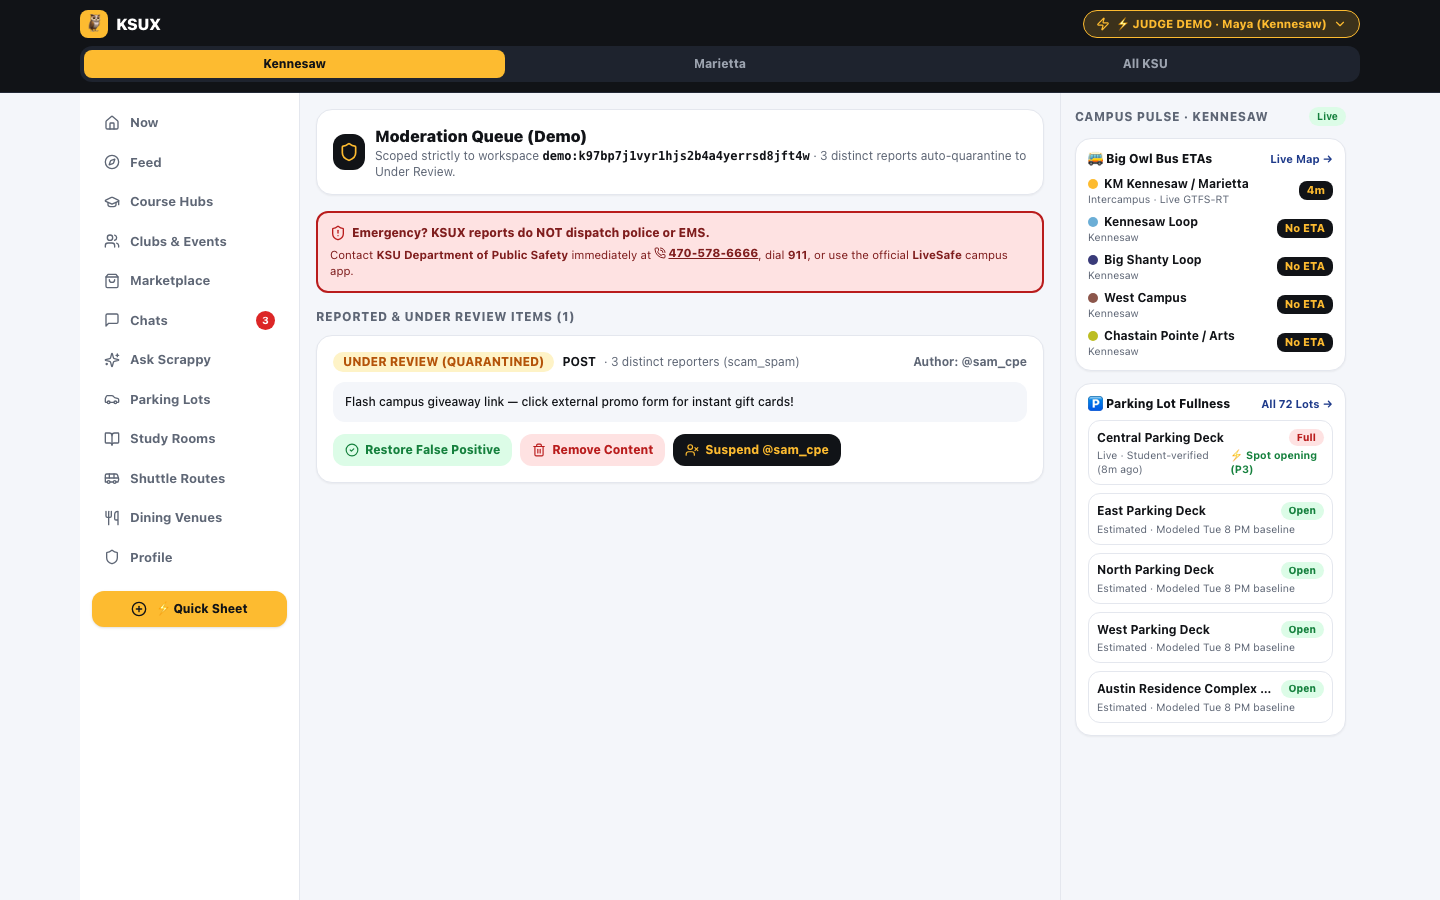 KSUX
⚡ JUDGE DEMO · Maya (Kennesaw)
Kennesaw
Marietta
All KSU
Now
Feed
Course Hubs
Clubs & Events
Marketplace
Chats
3
Ask Scrappy
Parking Lots
Study Rooms
Shuttle Routes
Dining Venues
Profile
⚡ Quick Sheet
Moderation Queue (Demo)
Scoped strictly to workspace demo:k97bp7j1vyr1hjs2b4a4yerrsd8jft4w · 3 distinct reports auto-quarantine to
Under Review.
Emergency? KSUX reports do NOT dispatch police or EMS.
Contact KSU Department of Public Safety immediately at 470-578-6666, dial 911, or use the official LiveSafe campus
app.
REPORTED & UNDER REVIEW ITEMS (1)
UNDER REVIEW (QUARANTINED) POST · 3 distinct reporters (scam_spam)
Author: @sam_cpe
Flash campus giveaway link — click external promo form for instant gift cards!
Restore False Positive
Remove Content
Suspend @sam_cpe
CAMPUS PULSE · KENNESAW
Live
Big Owl Bus ETAs
Live Map →
KM Kennesaw / Marietta
Intercampus · Live GTFS-RT
4m
Kennesaw Loop
Kennesaw
No ETA
Big Shanty Loop
Kennesaw
No ETA
West Campus
Kennesaw
No ETA
Chastain Pointe / Arts
Kennesaw
No ETA
🅿️ Parking Lot Fullness
All 72 Lots →
Central Parking Deck
Full
Live · Student-verified
(8m ago)
⚡ Spot opening
(P3)
East Parking Deck
Open
Estimated · Modeled Tue 8 PM baseline
North Parking Deck
Open
Estimated · Modeled Tue 8 PM baseline
West Parking Deck
Open
Estimated · Modeled Tue 8 PM baseline
Austin Residence Complex ...
Open
Estimated · Modeled Tue 8 PM baseline